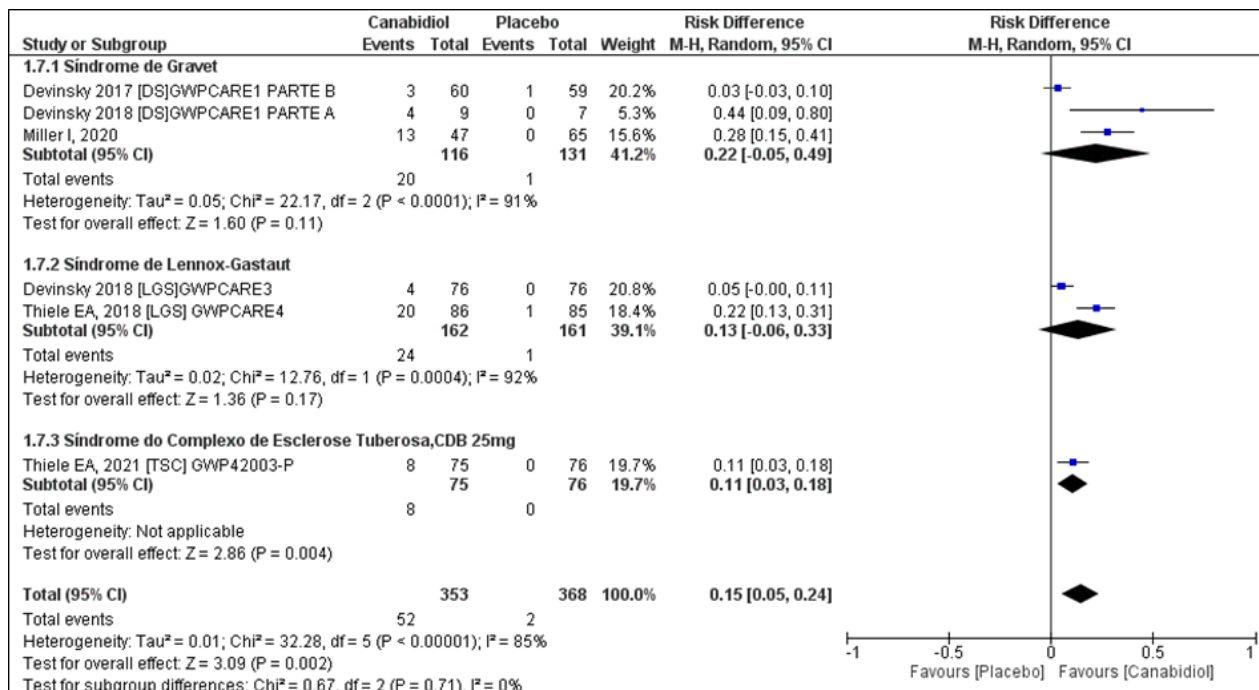 Canabidiol Placebo Risk Difference Risk Difference
Study or Subgroup Events Total Events Total Weight M-H, Random, 95% CI M-H, Random, 95% CI
1.7.1 Síndrome de Gravet
Devinsky 2017 [DS]GWPCARE1 PARTE B 3 60 1 59 20.2% 0.03 [-0.03, 0.10]
Devinsky 2018 [DS]GWPCARE1 PARTE A 4 9 0 7 5.3% 0.44 [0.09, 0.80]
Miller I, 2020 13 47 0 65 15.6% 0.28 [0.15, 0.41]
Subtotal (95% CI) 116 131 41.2% 0.22 [-0.05, 0.49]
Total events 20 1
Heterogeneity: Tau² = 0.05; Chi² = 22.17, df = 2 (P < 0.0001); I² = 91%
Test for overall effect: Z = 1.60 (P = 0.11)
1.7.2 Síndrome de Lennox-Gastaut
Devinsky 2018 [LGS]GWPCARE3 4 76 0 76 20.8% 0.05 [-0.00, 0.11]
Thiele EA, 2018 [LGS] GWPCARE4 20 86 1 85 18.4% 0.22 [0.13, 0.31]
Subtotal (95% CI) 162 161 39.1% 0.13 [-0.06, 0.33]
Total events 24 1
Heterogeneity: Tau² = 0.02; Chi² = 12.76, df = 1 (P = 0.0004); I² = 92%
Test for overall effect: Z = 1.36 (P = 0.17)
1.7.3 Síndrome do Complexo de Esclerose Tuberosa,CDB 25mg
Thiele EA, 2021 [TSC] GWP42003-P 8 75 0 76 19.7% 0.11 [0.03, 0.18]
Subtotal (95% CI) 75 76 19.7% 0.11 [0.03, 0.18]
Total events 8 0
Heterogeneity: Not applicable
Test for overall effect: Z = 2.86 (P = 0.004)
Total (95% CI) 353 368 100.0% 0.15 [0.05, 0.24]
Total events 52 2
Heterogeneity: Tau² = 0.01; Chi² = 32.28, df = 5 (P < 0.00001); I² = 85%
Test for overall effect: Z = 3.09 (P = 0.002)
Test for subgroup differences: Chi² = 0.67, df = 2 (P = 0.71), I² = 0%
-1 -0.5 0 0.5 1
Favours [Placebo] Favours [Canabidiol]